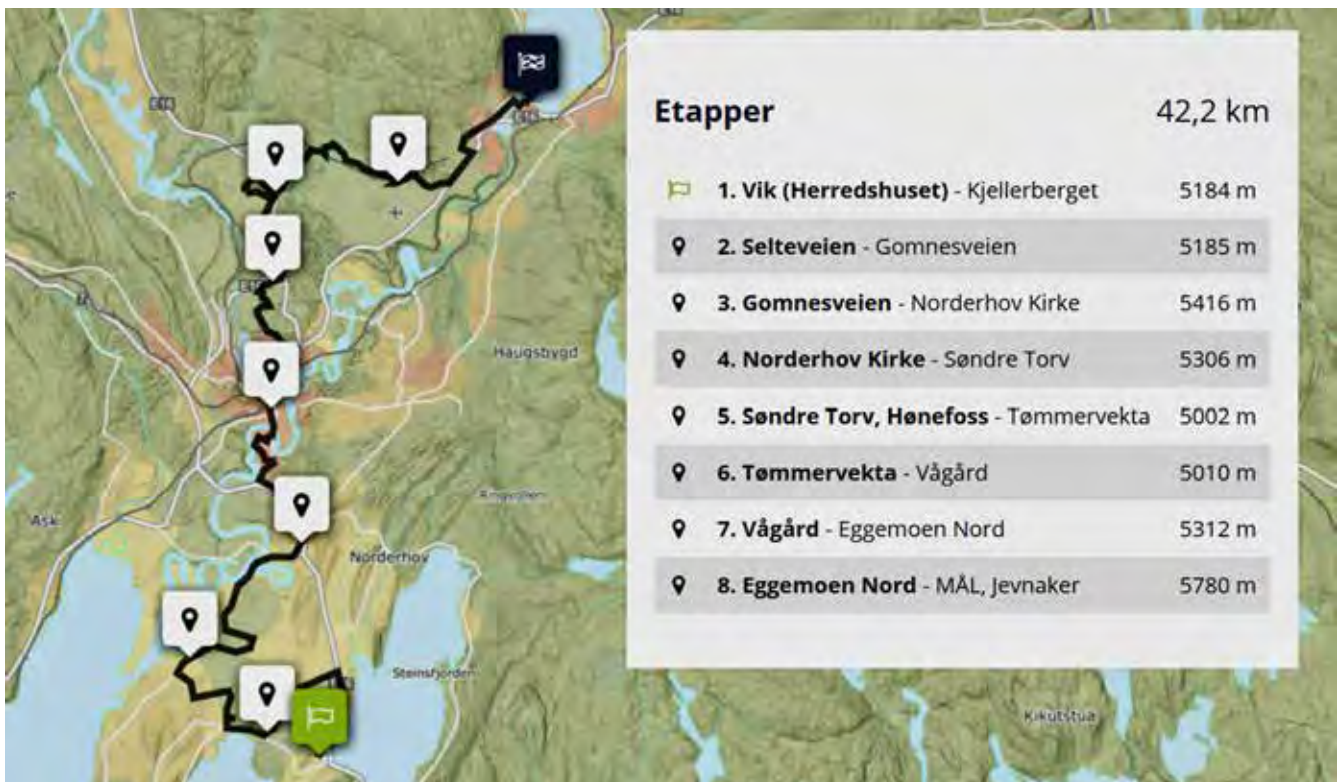 Etapper 42,2 km
1. Vik (Herredshuset) - Kjellerberget 5184 m
2. Selteveien - Gomnesveien 5185 m
3. Gomnesveien - Norderhov Kirke 5416 m
4. Norderhov Kirke - Søndre Torv 5306 m
5. Søndre Torv, Hønefoss - Tømmervekta 5002 m
6. Tømmervekta - Vågård 5010 m
7. Vågård - Eggemoen Nord 5312 m
8. Eggemoen Nord - MÅL, Jevnaker 5780 m
Haugsbygd
Ask
Norderhov
Steinsfjorden
Kikutstua